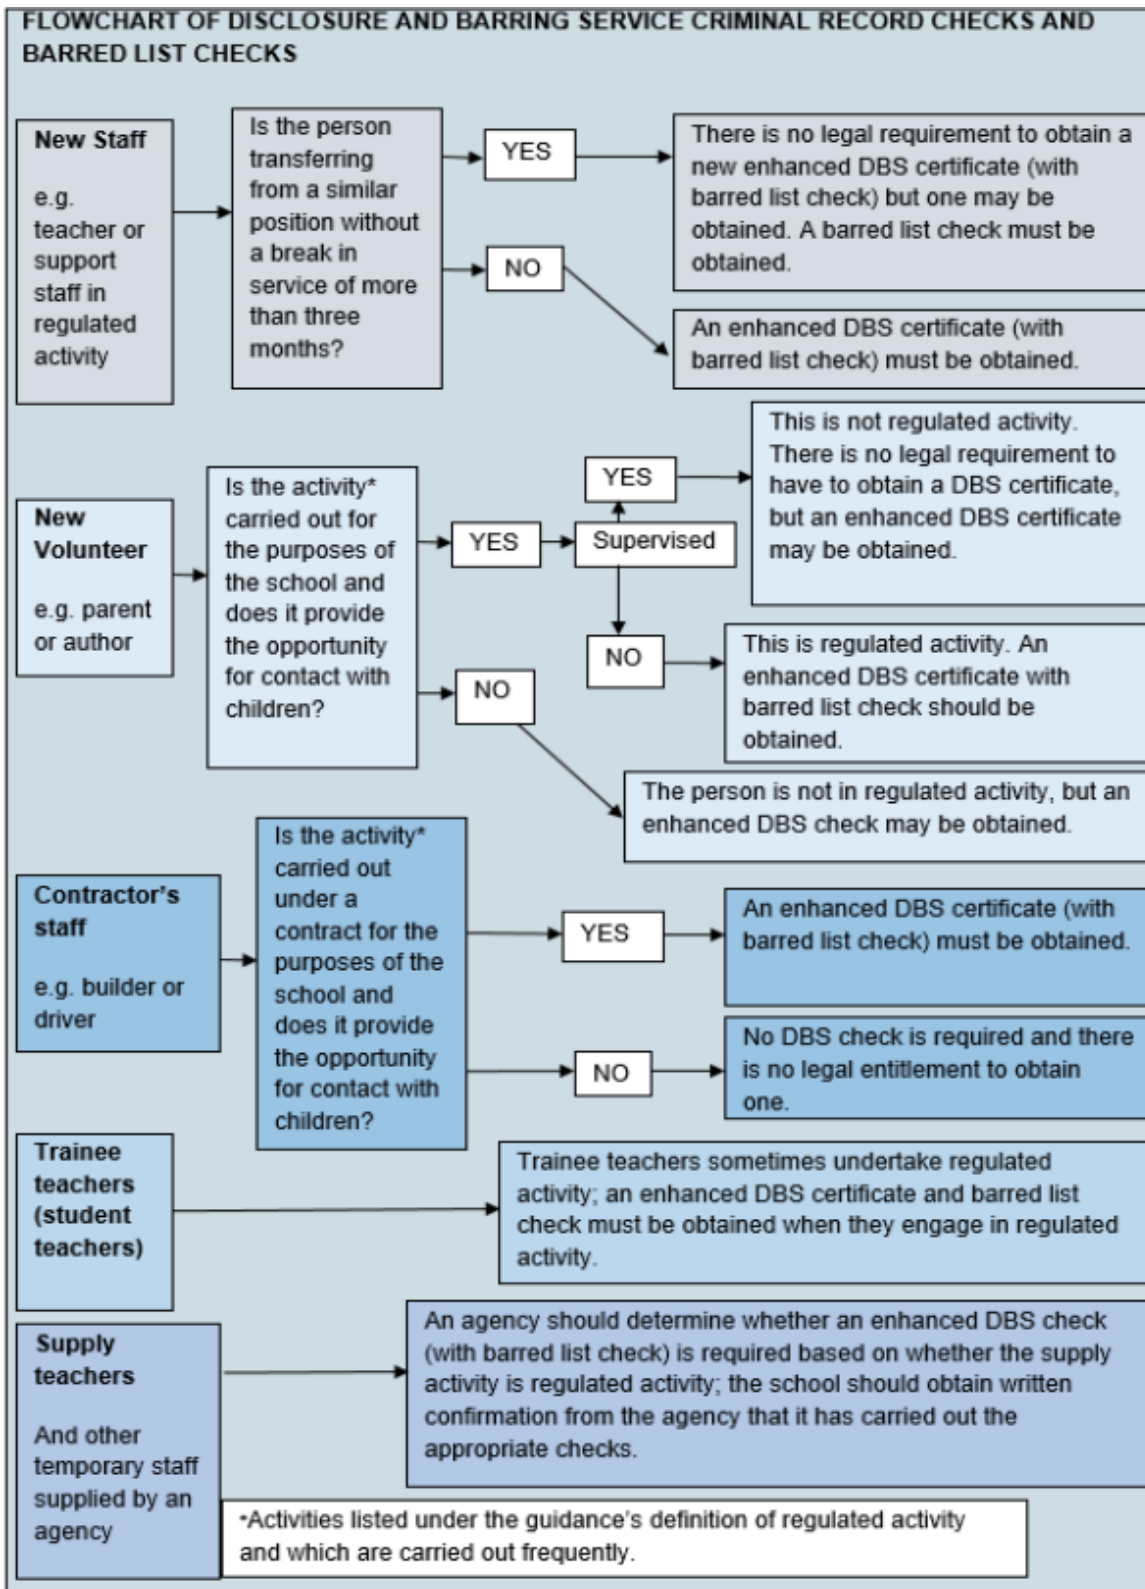 FLOWCHART OF DISCLOSURE AND BARRING SERVICE CRIMINAL RECORD CHECKS AND
BARRED LIST CHECKS
New Staff
e.g.
teacher or
support
staff in
regulated
activity
Is the person
transferring
from a similar
position without
a break in
service of more
than three
months?
YES
There is no legal requirement to obtain a
new enhanced DBS certificate (with
barred list check) but one may be
obtained. A barred list check must be
obtained.
NO
An enhanced DBS certificate (with
barred list check) must be obtained.
New
Volunteer
e.g. parent
or author
Is the activity*
carried out for
the purposes of
the school and
does it provide
the opportunity
for contact with
children?
YES
Supervised
YES
This is not regulated activity.
There is no legal requirement to
have to obtain a DBS certificate,
but an enhanced DBS certificate
may be obtained.
NO
This is regulated activity. An
enhanced DBS certificate with
barred list check should be
obtained.
NO
The person is not in regulated activity, but an
enhanced DBS check may be obtained.
Contractor's
staff
e.g. builder or
driver
Is the activity*
carried out
under a
contract for the
purposes of the
school and
does it provide
the opportunity
for contact with
children?
YES
An enhanced DBS certificate (with
barred list check) must be obtained.
NO
No DBS check is required and there
is no legal entitlement to obtain
one.
Trainee
teachers
(student
teachers)
Trainee teachers sometimes undertake regulated
activity; an enhanced DBS certificate and barred list
check must be obtained when they engage in regulated
activity.
Supply
teachers
And other
temporary staff
supplied by an
agency
An agency should determine whether an enhanced DBS check
(with barred list check) is required based on whether the supply
activity is regulated activity; the school should obtain written
confirmation from the agency that it has carried out the
appropriate checks.
*Activities listed under the guidance's definition of regulated activity
and which are carried out frequently.